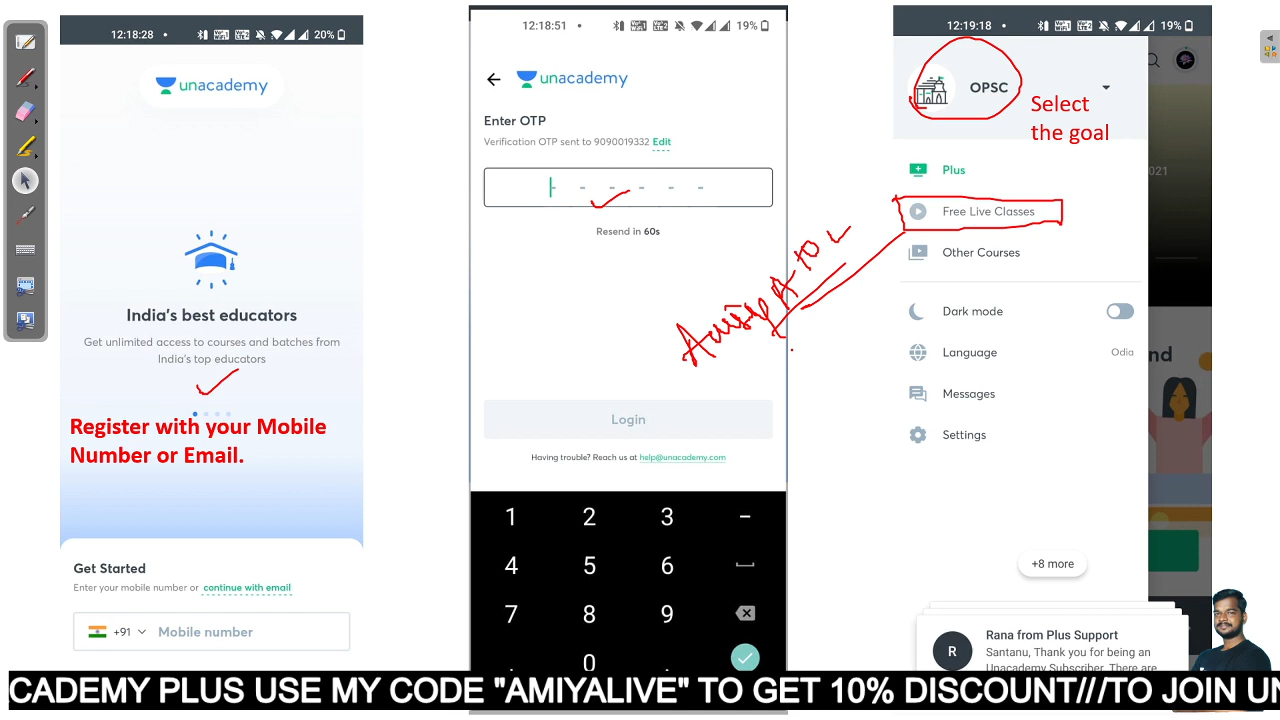 12:18:28
20%
unacademy
India's best educators
Get unlimited access to courses and batches from
India's top educators
Register with your Mobile
Number or Email.
Get Started
Enter your mobile number or continue with email
+91
Mobile number
12:18:51
19%
unacademy
Enter OTP
Verification OTP sent to 9090019332 Edit
Resend in 60s
Login
Having trouble? Reach us at help@unacademy.com
1 2 3 -
4 5 6
7 8 9
, 0 .
12:19:18
19%
OPSC
Select
the goal
Plus
021
Free Live Classes
Other Courses
Dark mode
Language
Odia
nd
Messages
Settings
+8 more
R
Rana from Plus Support
Santanu, Thank you for being an
Unacademy Subscriber. There are
CADEMY PLUS USE MY CODE "AMIYALIVE" TO GET 10% DISCOUNT///TO JOIN UN